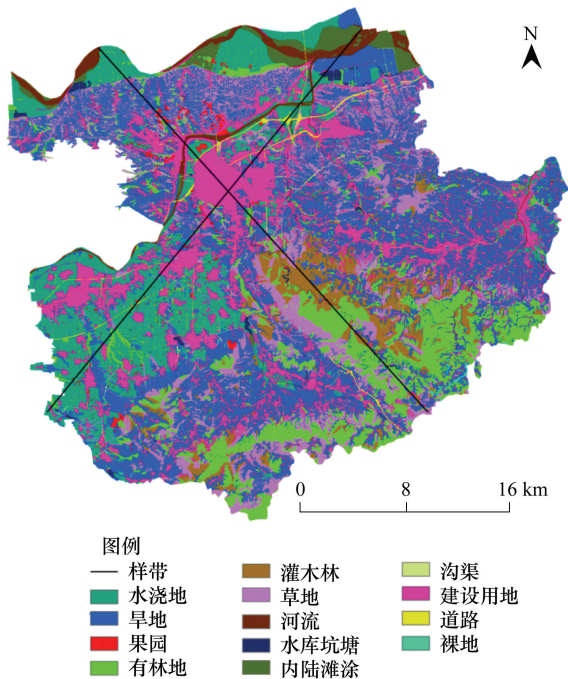 N
0 8 16 km
图例
样带 灌木林 沟渠
水浇地 草地 建设用地
旱地 河流 道路
果园 水库坑塘 裸地
有林地 内陆滩涂